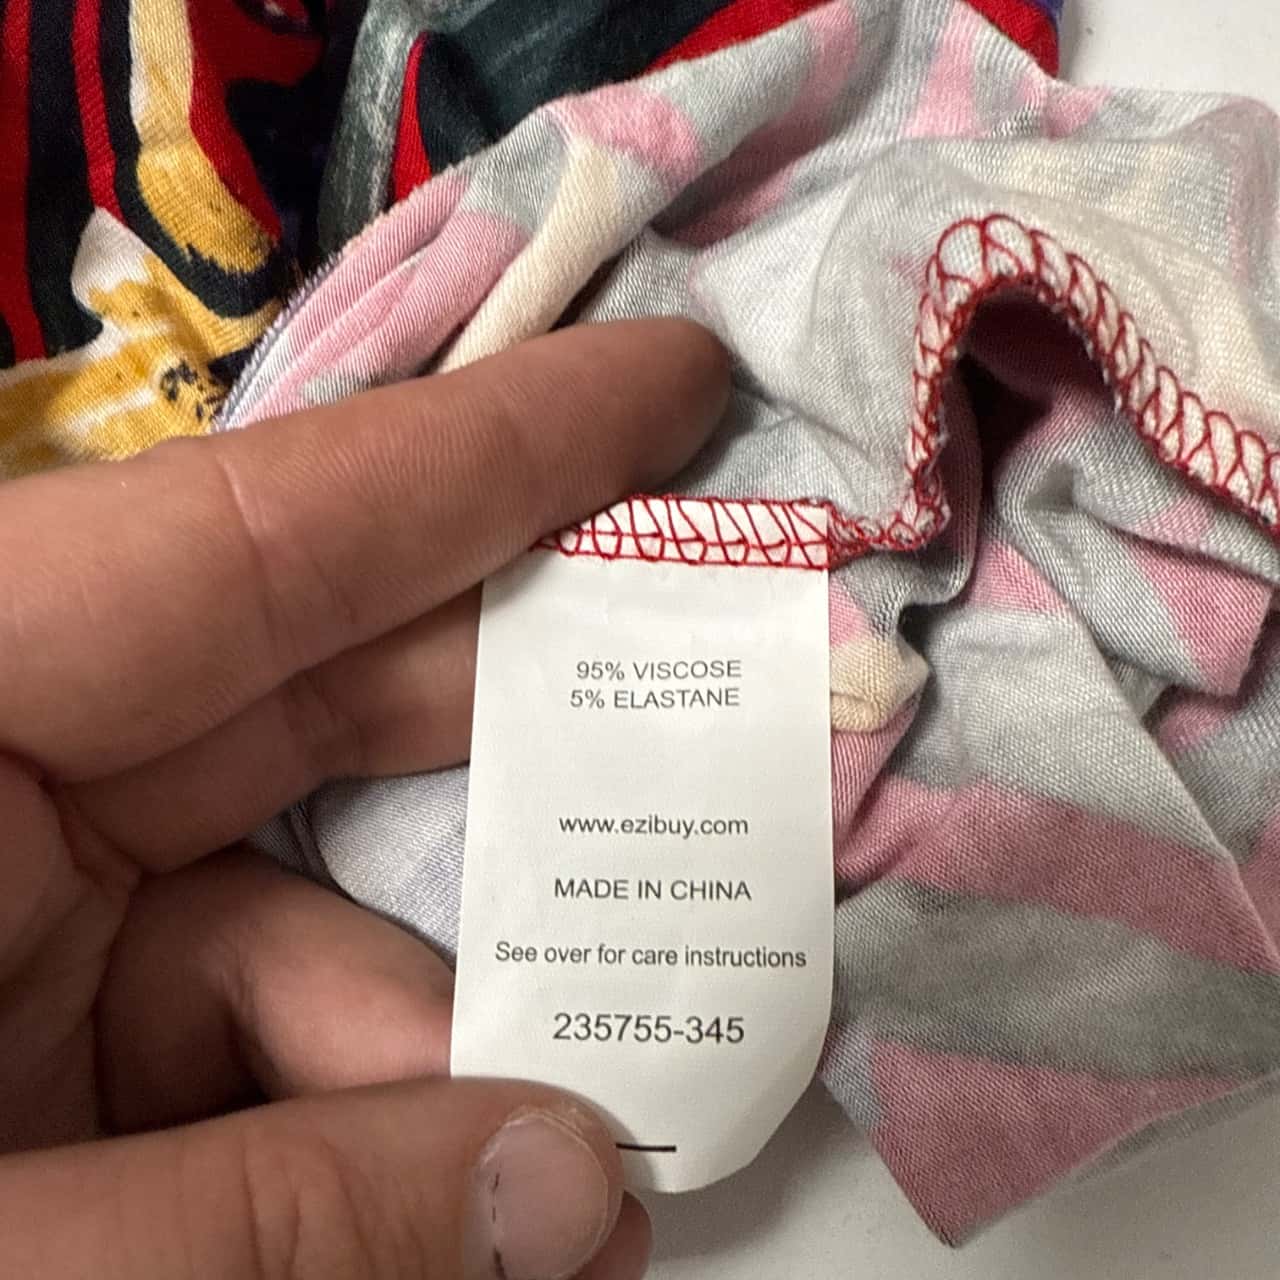 95% VISCOSE
5% ELASTANE
www.ezibuy.com
MADE IN CHINA
See over for care instructions
235755-345